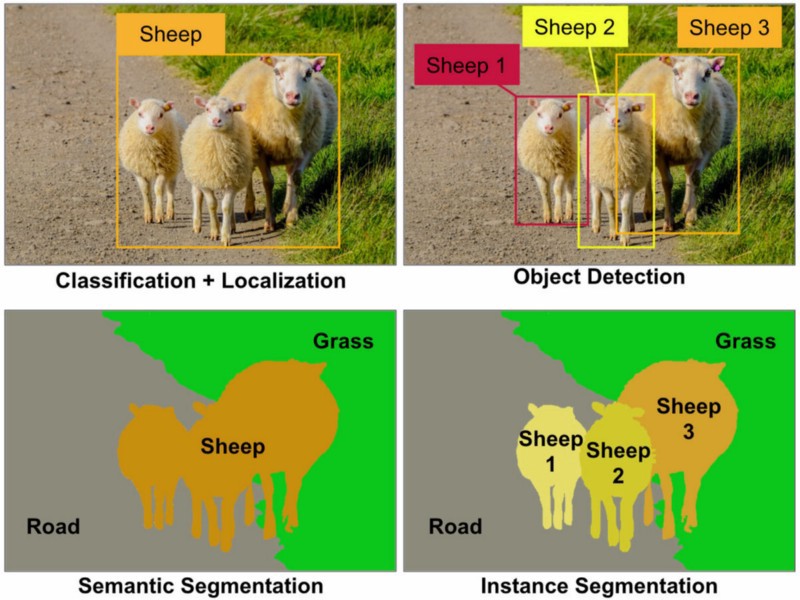 Sheep
Sheep 1
Sheep 2
Sheep 3
Classification + Localization
Object Detection
Grass
Sheep
Road
Semantic Segmentation
Grass
Sheep
1
Sheep
2
Sheep
3
Road
Instance Segmentation